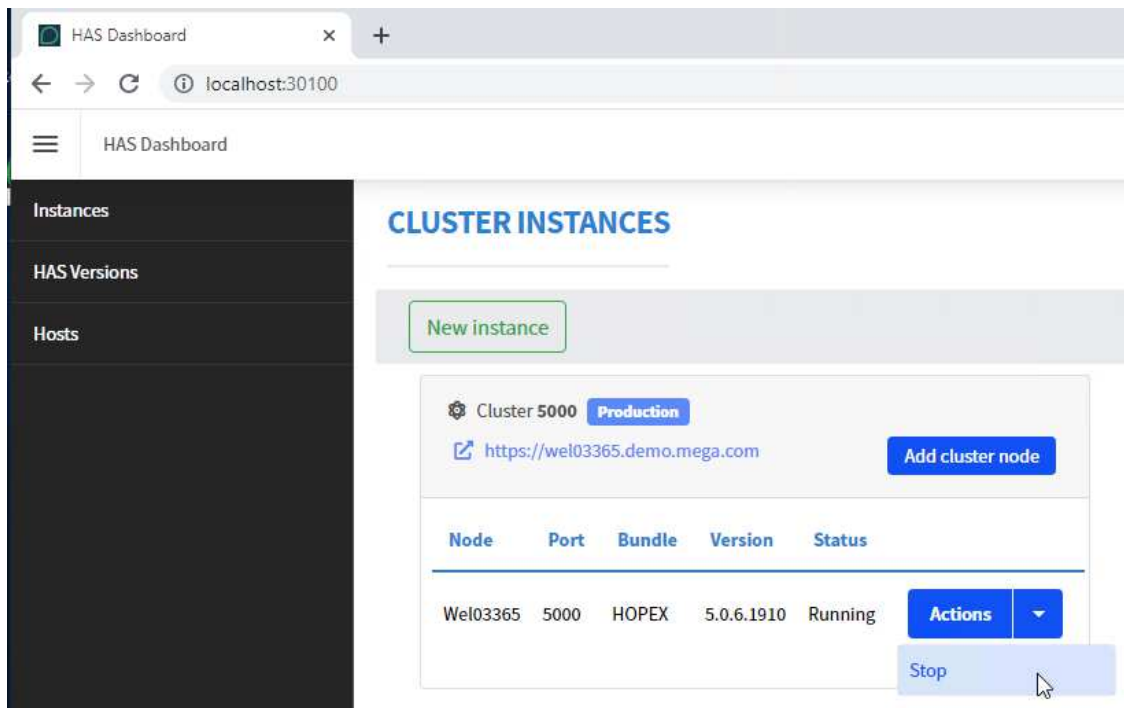 HAS Dashboard
localhost:30100
HAS Dashboard
Instances
HAS Versions
Hosts
CLUSTER INSTANCES
New instance
Cluster 5000 Production
https://wel03365.demo.mega.com
Add cluster node
Node Port Bundle Version Status
Wel03365 5000 HOPEX 5.0.6.1910 Running Actions
Stop